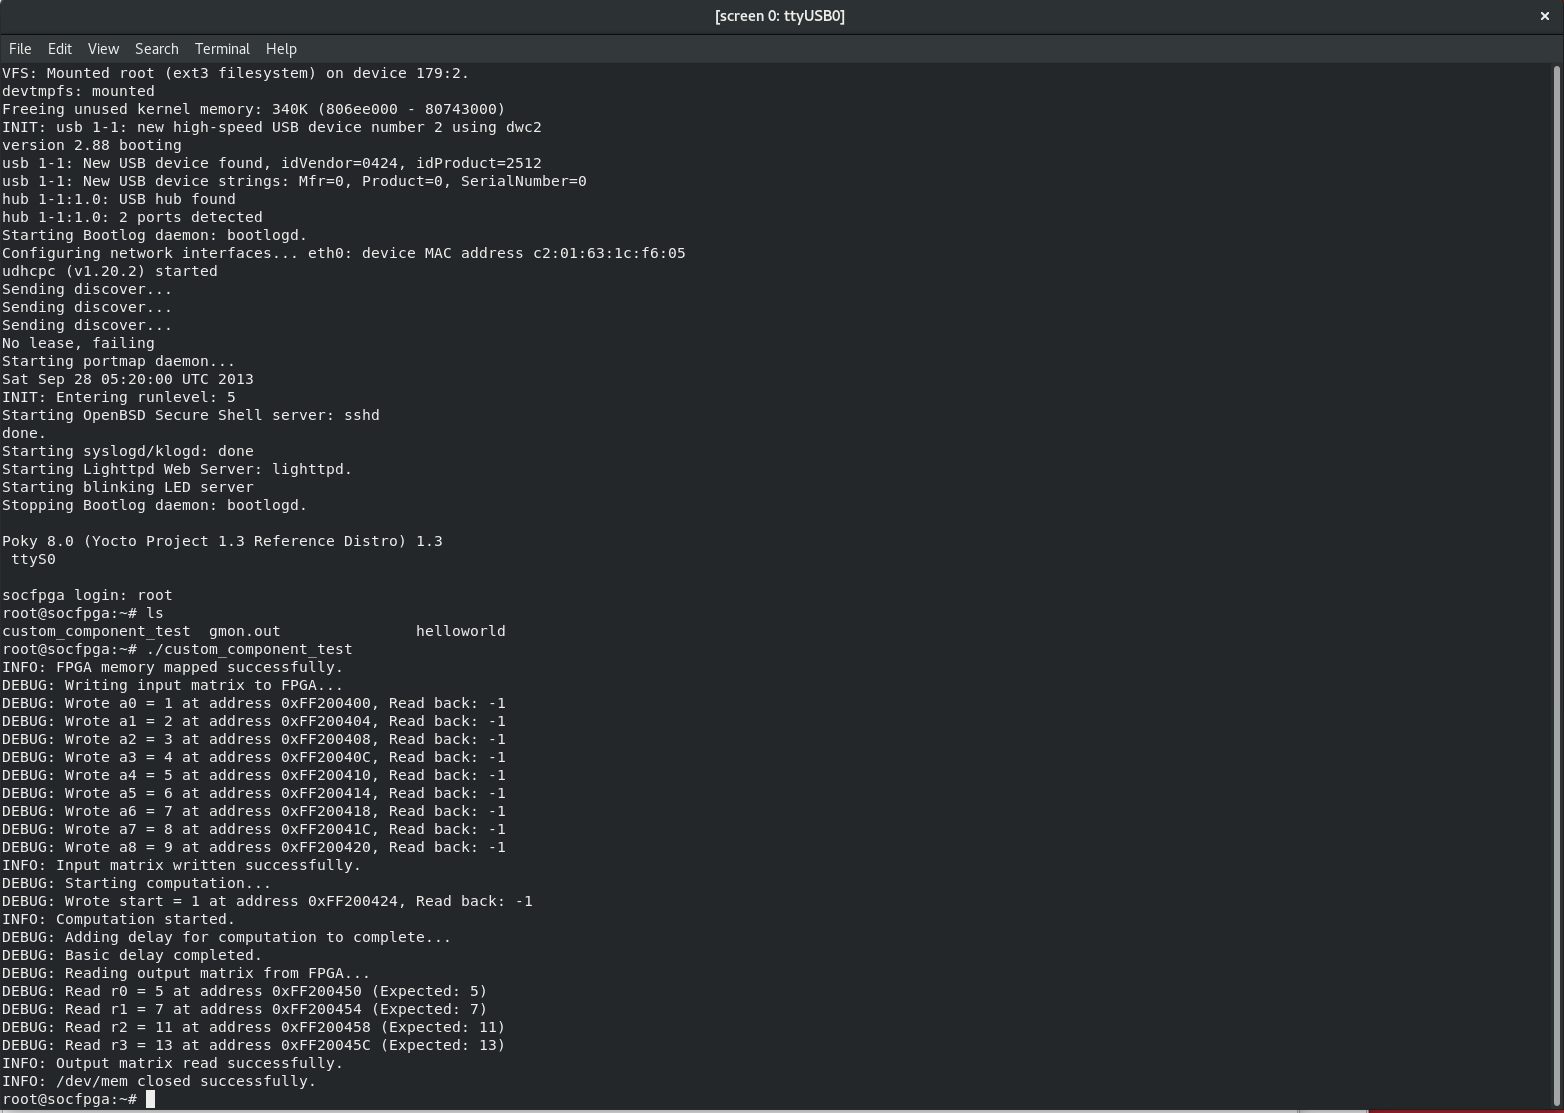 [screen 0: ttyUSB0]
×
File Edit View Search Terminal Help
VFS: Mounted root (ext3 filesystem) on device 179:2.
devtmpfs: mounted
Freeing unused kernel memory: 340K (806ee000 - 80743000)
INIT: usb 1-1: new high-speed USB device number 2 using dwc2
version 2.88 booting
usb 1-1: New USB device found, idVendor=0424, idProduct=2512
usb 1-1: New USB device strings: Mfr=0, Product=0, SerialNumber=0
hub 1-1:1.0: USB hub found
hub 1-1:1.0: 2 ports detected
Starting Bootlog daemon: bootlogd.
Configuring network interfaces... eth0: device MAC address c2:01:63:1c:f6:05
udhcpc (v1.20.2) started
Sending discover...
Sending discover...
Sending discover...
No lease, failing
Starting portmap daemon...
Sat Sep 28 05:20:00 UTC 2013
INIT: Entering runlevel: 5
Starting OpenBSD Secure Shell server: sshd
done.
Starting syslogd/klogd: done
Starting Lighttpd Web Server: lighttpd.
Starting blinking LED server
Stopping Bootlog daemon: bootlogd.
Poky 8.0 (Yocto Project 1.3 Reference Distro) 1.3
ttyS0
socfpga login: root
root@socfpga:~# ls
custom_component_test  gmon.out               helloworld
root@socfpga:~# ./custom_component_test
INFO: FPGA memory mapped successfully.
DEBUG: Writing input matrix to FPGA...
DEBUG: Wrote a0 = 1 at address 0xFF200400, Read back: -1
DEBUG: Wrote a1 = 2 at address 0xFF200404, Read back: -1
DEBUG: Wrote a2 = 3 at address 0xFF200408, Read back: -1
DEBUG: Wrote a3 = 4 at address 0xFF20040C, Read back: -1
DEBUG: Wrote a4 = 5 at address 0xFF200410, Read back: -1
DEBUG: Wrote a5 = 6 at address 0xFF200414, Read back: -1
DEBUG: Wrote a6 = 7 at address 0xFF200418, Read back: -1
DEBUG: Wrote a7 = 8 at address 0xFF20041C, Read back: -1
DEBUG: Wrote a8 = 9 at address 0xFF200420, Read back: -1
INFO: Input matrix written successfully.
DEBUG: Starting computation...
DEBUG: Wrote start = 1 at address 0xFF200424, Read back: -1
INFO: Computation started.
DEBUG: Adding delay for computation to complete...
DEBUG: Basic delay completed.
DEBUG: Reading output matrix from FPGA...
DEBUG: Read r0 = 5 at address 0xFF200450 (Expected: 5)
DEBUG: Read r1 = 7 at address 0xFF200454 (Expected: 7)
DEBUG: Read r2 = 11 at address 0xFF200458 (Expected: 11)
DEBUG: Read r3 = 13 at address 0xFF20045C (Expected: 13)
INFO: Output matrix read successfully.
INFO: /dev/mem closed successfully.
root@socfpga:~#